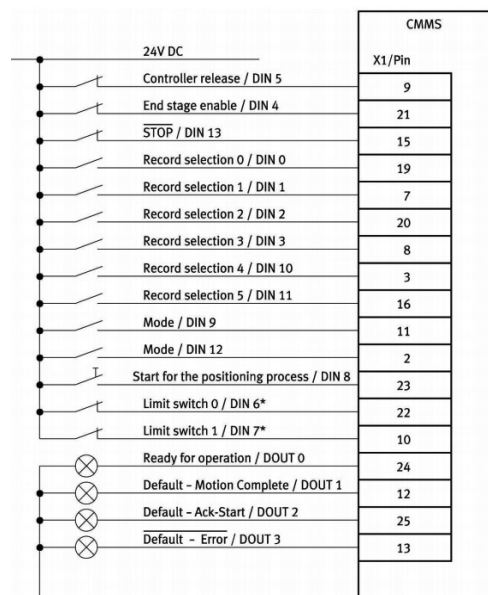 CMMS
24V DC
X1/Pin
Controller release / DIN 5 9
End stage enable / DIN 4 21
STOP / DIN 13 15
Record selection 0 / DIN 0 19
Record selection 1 / DIN 1 7
Record selection 2 / DIN 2 20
Record selection 3 / DIN 3 8
Record selection 4 / DIN 10 3
Record selection 5 / DIN 11 16
Mode / DIN 9 11
Mode / DIN 12 2
Start for the positioning process / DIN 8 23
Limit switch 0 / DIN 6* 22
Limit switch 1 / DIN 7* 10
Ready for operation / DOUT 0 24
Default - Motion Complete / DOUT 1 12
Default - Ack-Start / DOUT 2 25
Default - Error / DOUT 3 13